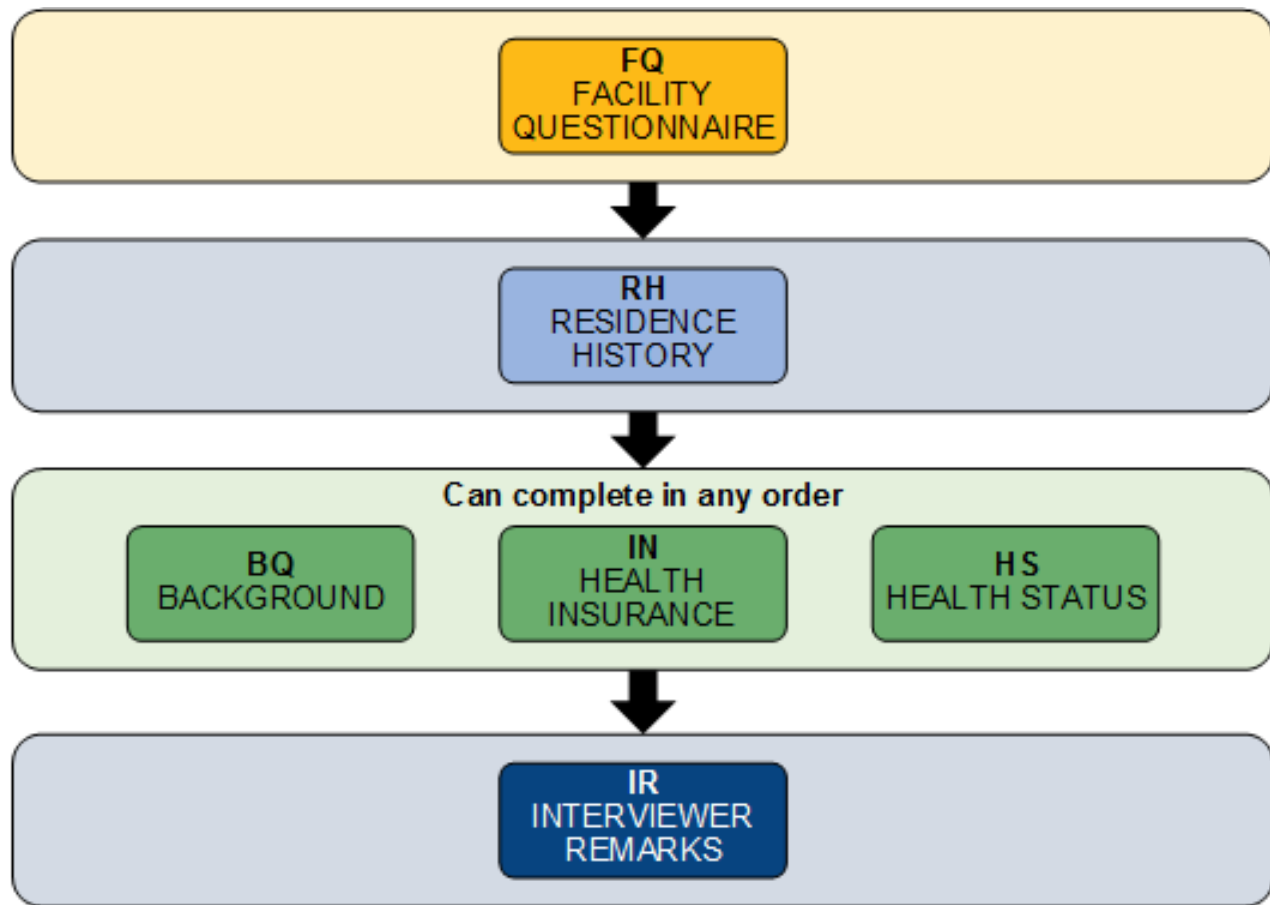 FQ
FACILITY
QUESTIONNAIRE
RH
RESIDENCE
HISTORY
Can complete in any order
BQ
BACKGROUND
IN
HEALTH
INSURANCE
HS
HEALTH STATUS
IR
INTERVIEWER
REMARKS